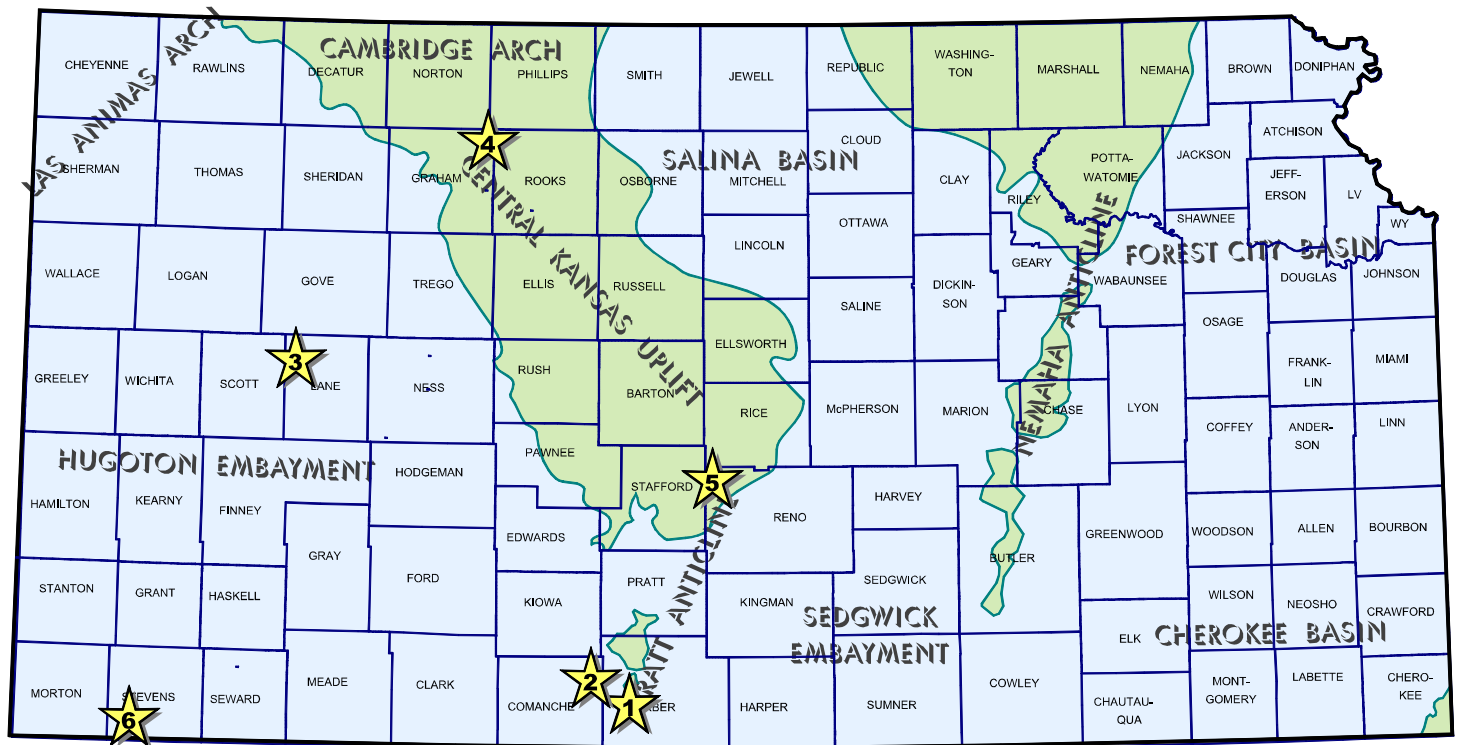 CHEYENNE
RAWLINS
DECATUR
NORTON
PHILLIPS
SMITH
JEWELL
REPUBLIC
WASHING-
TON
MARSHALL
NEMAHA
BROWN
DONIPHAN
LAS ANIMAS ARCH
CAMBRIDGE ARCH
SHERMAN
THOMAS
SHERIDAN
GRAHAM
4
ROOKS
OSBORNE
MITCHELL
SALINA BASIN
CLOUD
CLAY
RILEY
POTTA-
WATOMIE
JACKSON
ATCHISON
JEFF-
ERSON
LV
WY
SHAWNEE
CENTRAL KANSAS UPLIFT
LINCOLN
OTTAWA
WALLACE
LOGAN
GOVE
TREGO
ELLIS
RUSSELL
SALINE
DICKIN-
SON
GEARY
WABAUNSEE
FOREST CITY BASIN
DOUGLAS
JOHNSON
NEMAHA ANTICLINE
OSAGE
GREELEY
WICHITA
SCOTT
3
LANE
NESS
RUSH
BARTON
ELLSWORTH
RICE
McPHERSON
MARION
CHASE
LYON
FRANK-
LIN
MIAMI
COFFEY
ANDER-
SON
LINN
HUGOTON EMBAYMENT
HAMILTON
KEARNY
FINNEY
HODGEMAN
PAWNEE
STAFFORD
5
RENO
HARVEY
BUTLER
GREENWOOD
WOODSON
ALLEN
BOURBON
GRAY
FORD
EDWARDS
PRATT
PRATT ANTICLINE
KINGMAN
SEDGWICK
SEDGWICK
EMBAYMENT
STANTON
GRANT
HASKELL
KIOWA
ELK
WILSON
NEOSHO
CRAWFORD
CHEROKEE BASIN
MORTON
STEVENS
6
SEWARD
MEADE
CLARK
COMANCHE
2
1
HARPER
SUMNER
COWLEY
CHAUTAU-
QUA
MONT-
GOMERY
LABETTE
CHERO-
KEE